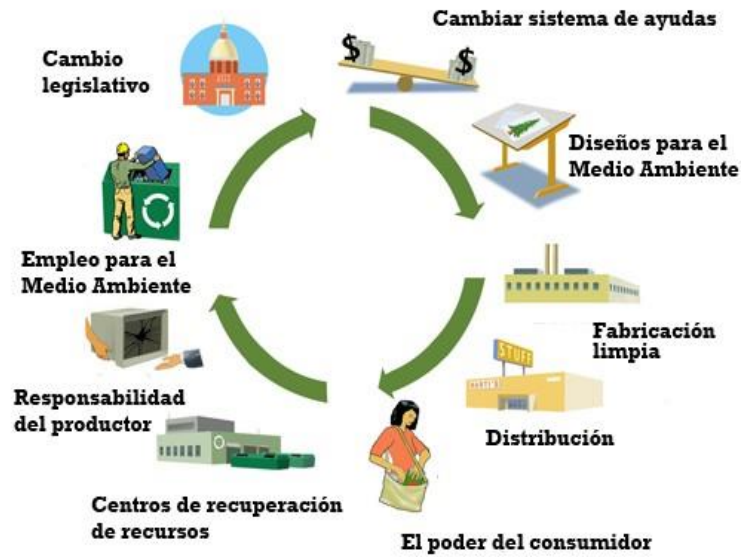 Cambiar sistema de ayudas
$ $
Cambio
legislativo
Diseños para el
Medio Ambiente
Empleo para el
Medio Ambiente
Fabricación
limpia
STUFF
Responsabilidad
del productor
Distribución
Centros de recuperación
de recursos
El poder del consumidor